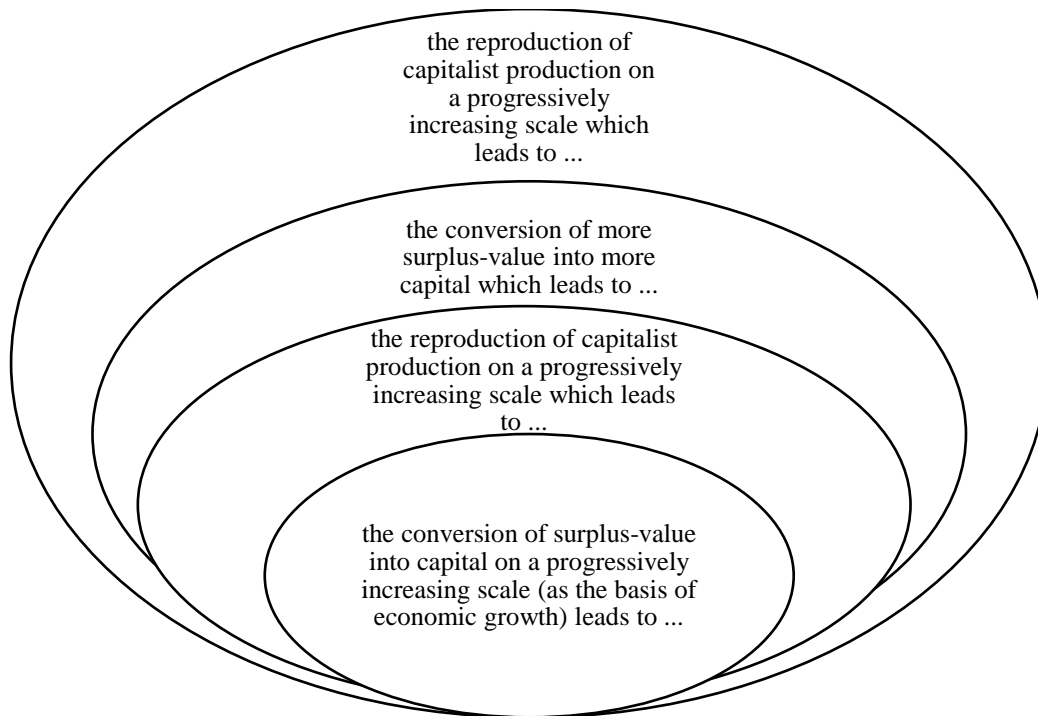 the reproduction of
capitalist production on
a progressively
increasing scale which
leads to ...
the conversion of more
surplus-value into more
capital which leads to ...
the reproduction of capitalist
production on a progressively
increasing scale which leads
to ...
the conversion of surplus-value
into capital on a progressively
increasing scale (as the basis of
economic growth) leads to ...